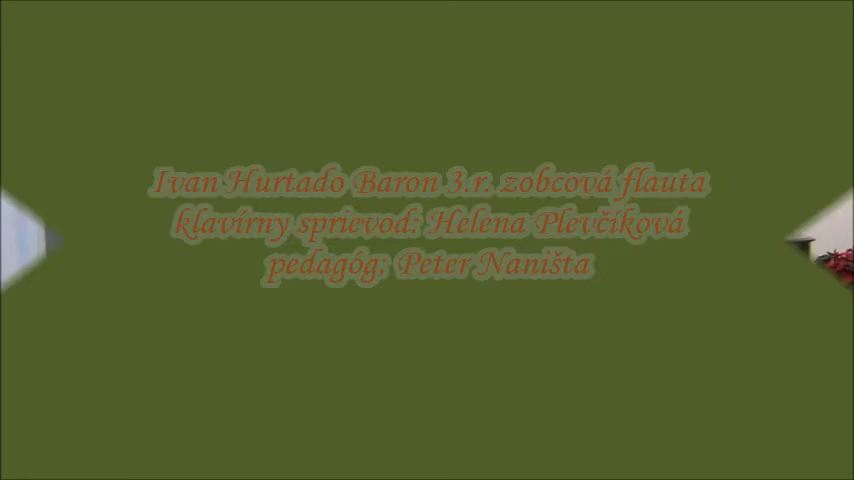 Ivan Hurtado Baron 3.r. zobcová flauta
klavírny sprievod: Helena Plevčíková
pedagóg: Peter Naništa